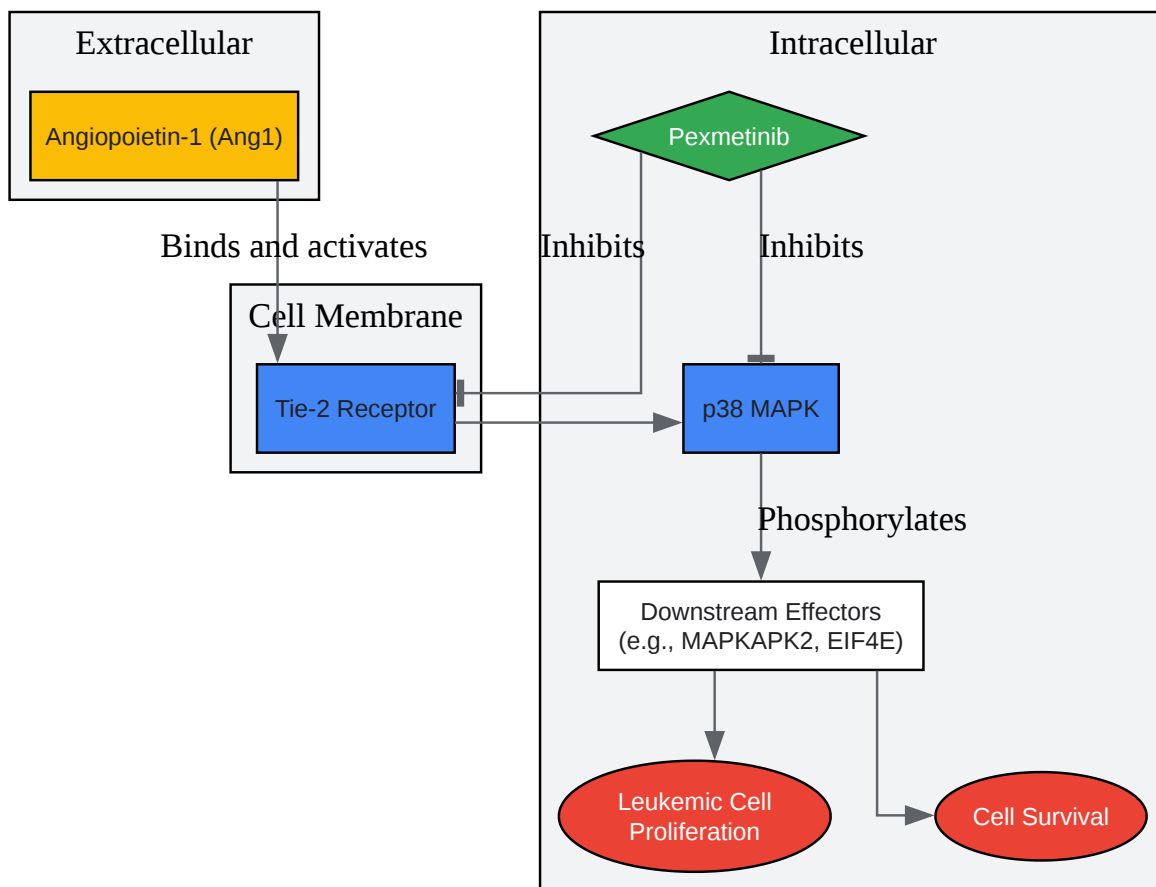 Extracellular
Intracellular
Angiopoietin-1 (Ang1)
Pexmetinib
Binds and activates
Inhibits
Inhibits
Cell Membrane
Tie-2 Receptor
p38 MAPK
Phosphorylates
Downstream Effectors
(e.g., MAPKAPK2, EIF4E)
Leukemic Cell
Proliferation
Cell Survival